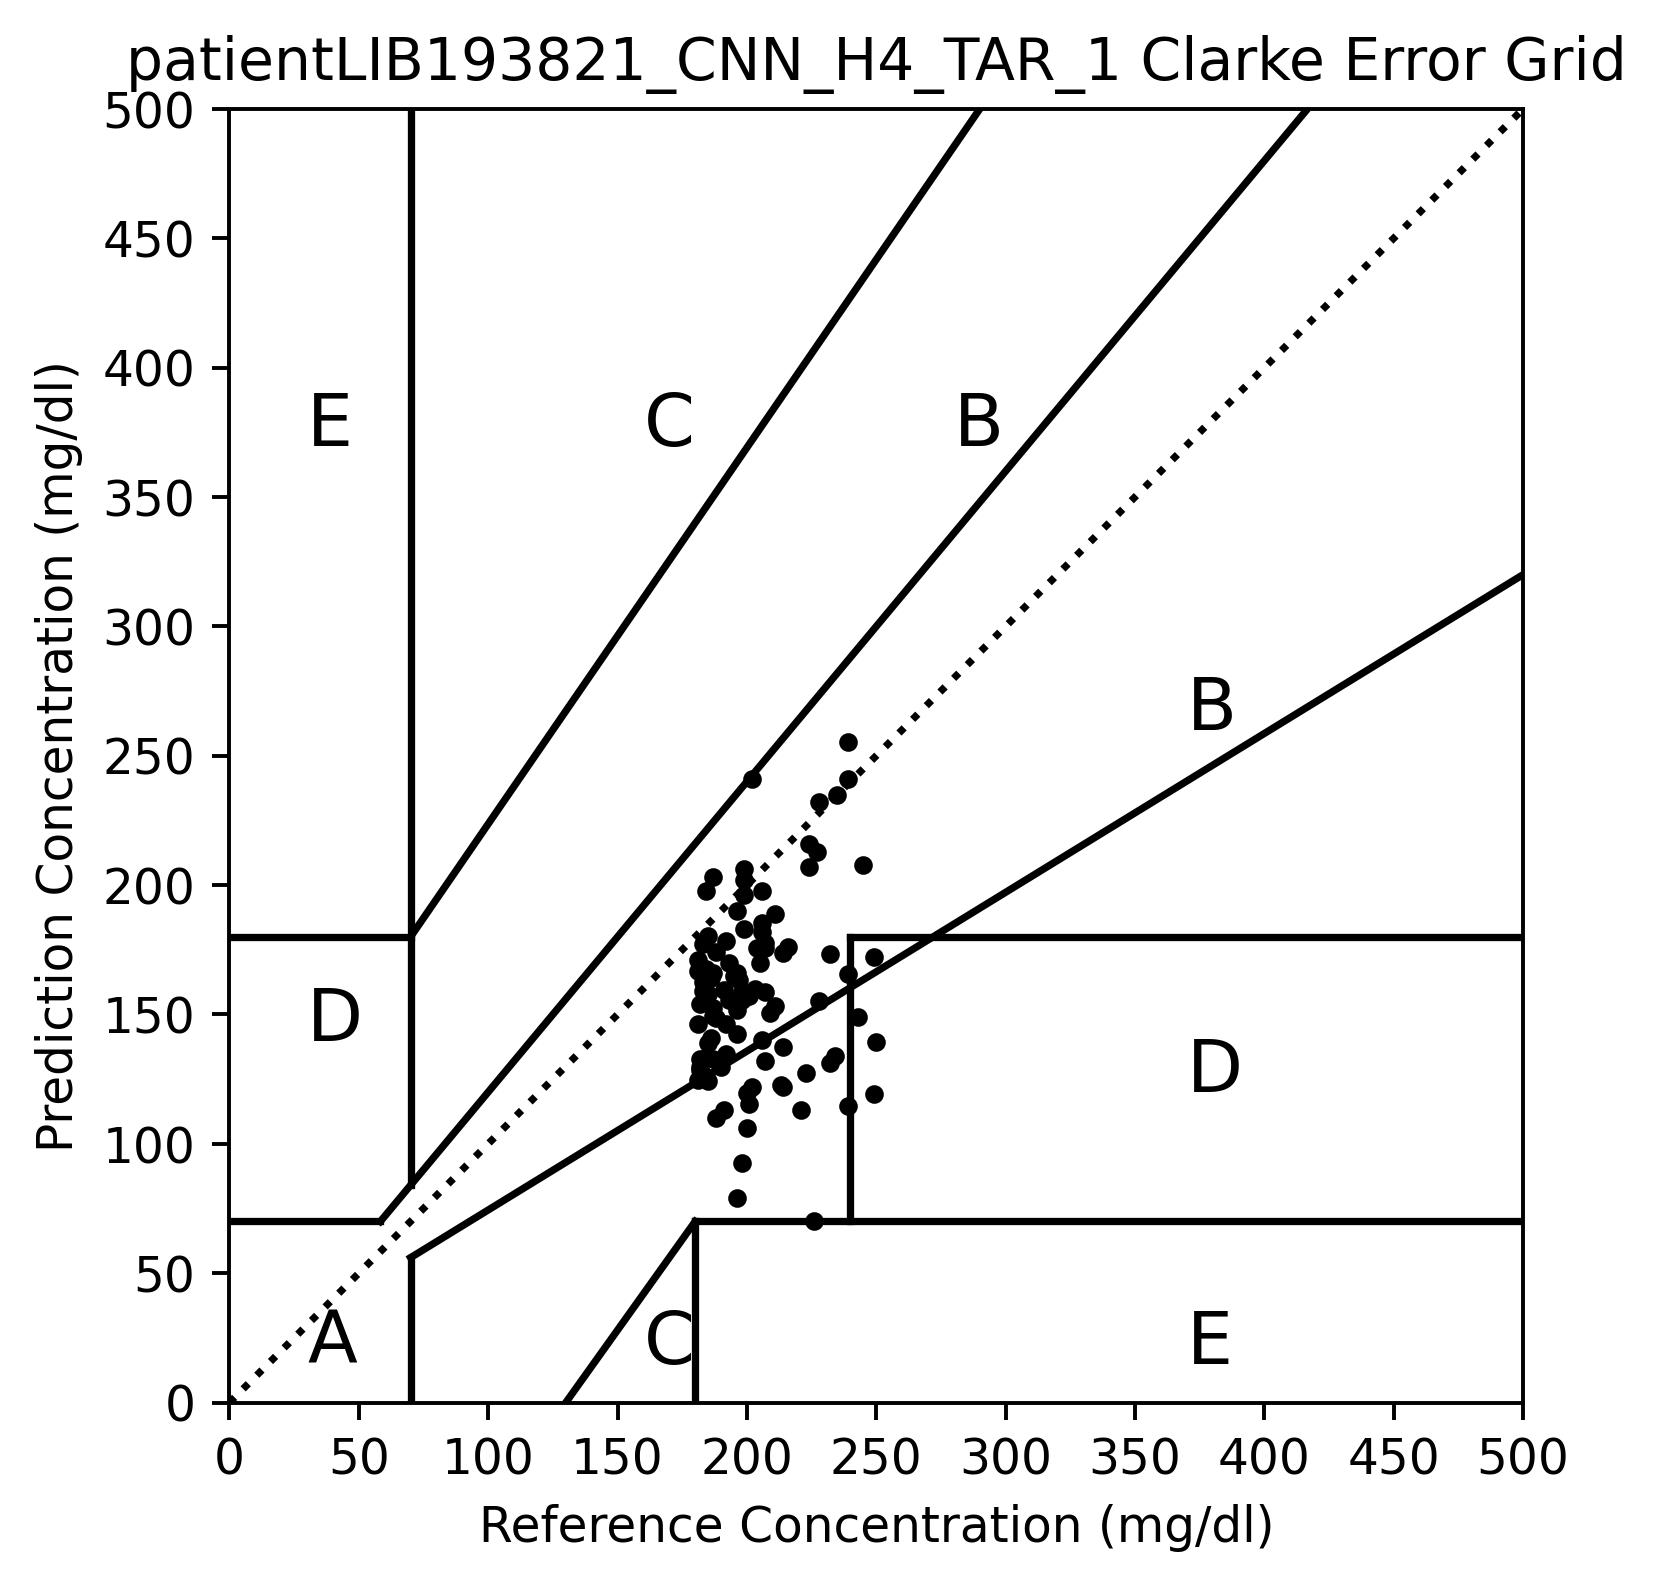 patientLIB193821_CNN_H4_TAR_1 Clarke Error Grid
500
450
400
350
300
250
200
150
100
50
0
Prediction Concentration (mg/dl)
E
C
B
B
D
D
A
C
E
0 50 100 150 200 250 300 350 400 450 500
Reference Concentration (mg/dl)